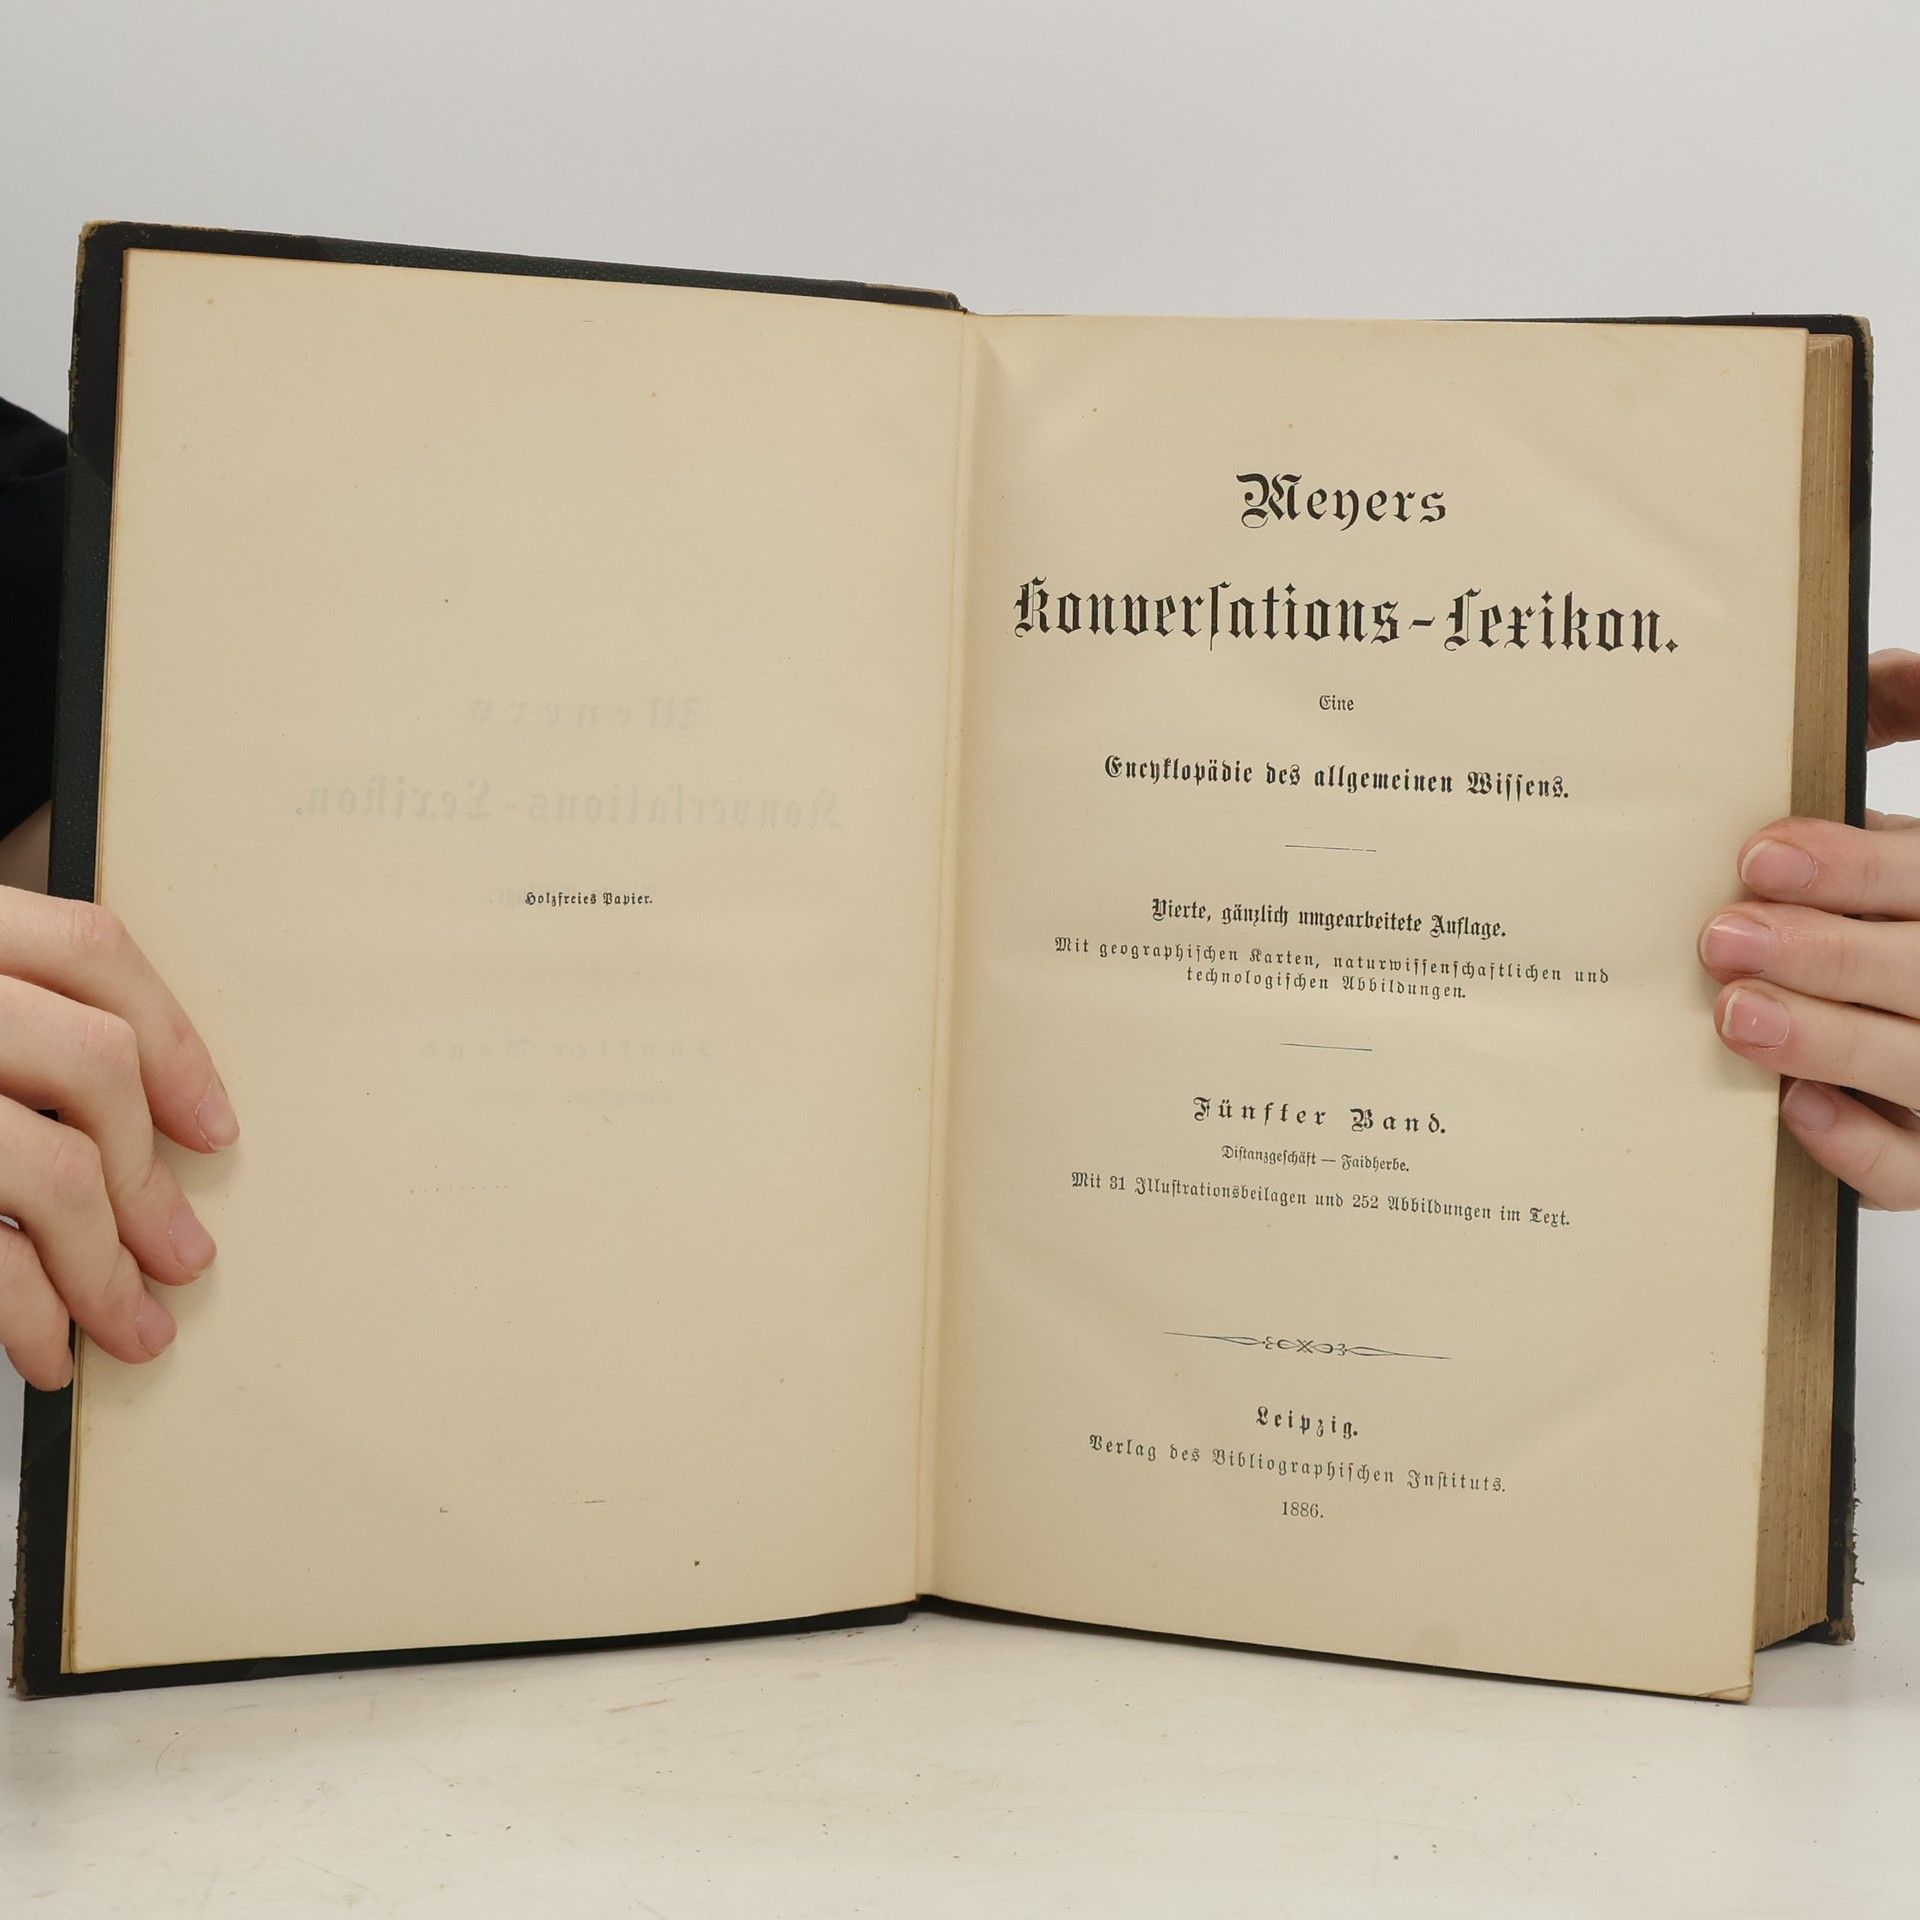 Holzfreies Papier.
Meyers
Konverſations-Lexikon.
Eine
Encyklopädie des allgemeinen Wiſſens.
Vierte, gänzlich umgearbeitete Auflage.
Mit geographiſchen Karten, naturwiſſenſchaftlichen und
technologiſchen Abbildungen.
Fünfter Band.
Diſtanzgeſchäft — Faidherbe.
Mit 31 Illuſtrationsbeilagen und 252 Abbildungen im Text.
Leipzig.
Verlag des Bibliographiſchen Inſtituts.
1886.